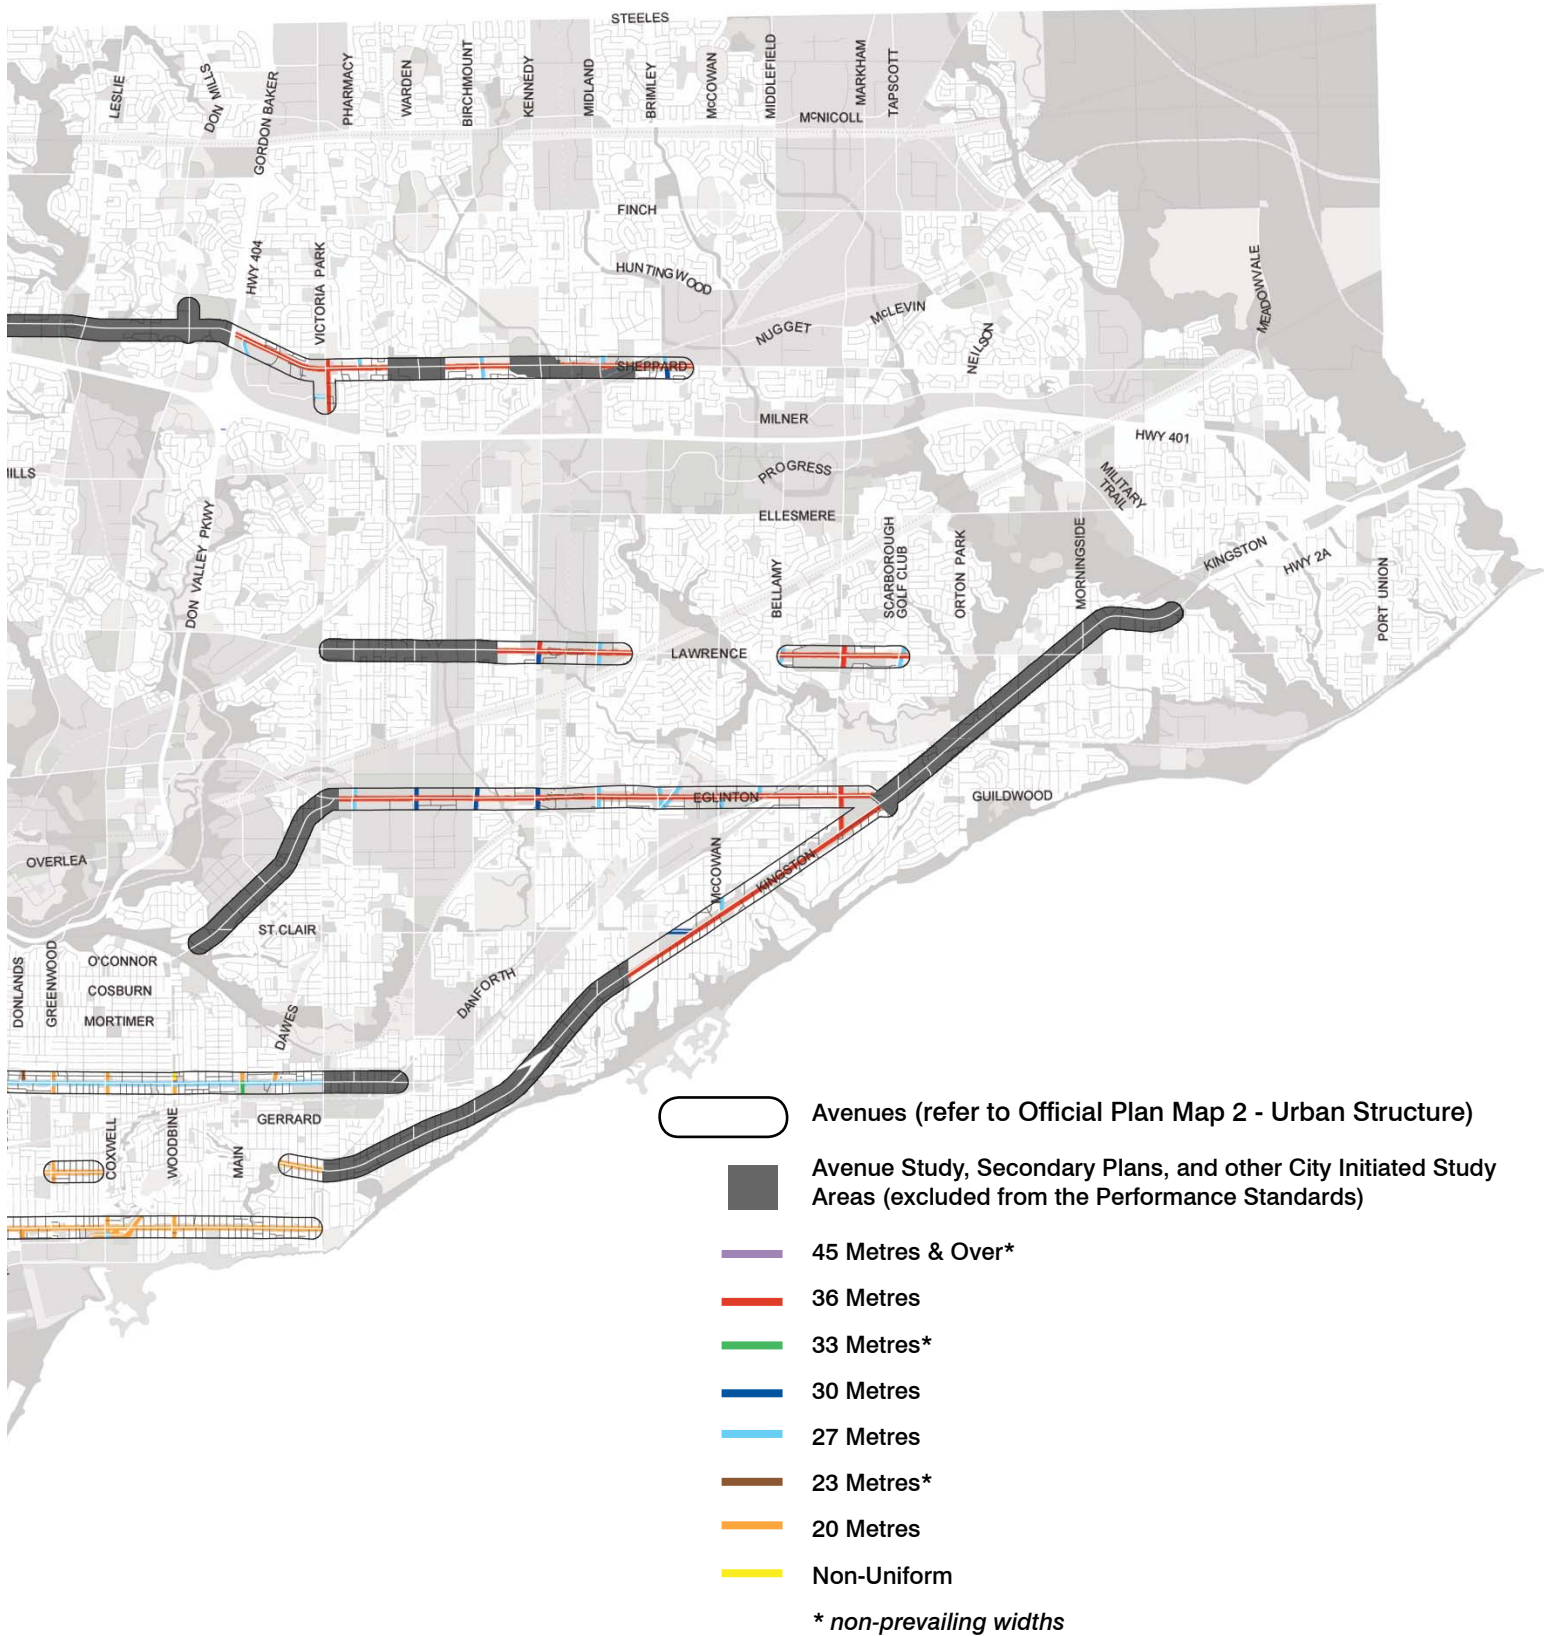 STEELES
LESLIE
DON MILLS
GORDON BAKER
PHARMACY
WARDEN
BIRCHMOUNT
KENNEDY
MIDLAND
BRIMLEY
McCOWAN
MIDDLEFIELD
McNICOLL
MARKHAM
TAPSCOTT
FINCH
HWY 404
VICTORIA PARK
HUNTINGWOOD
NUGGET
McLEVIN
NEILSON
MEADOWVALE
SHEPPARD
MILNER
HWY 401
ILLS
PROGRESS
MILITARY
TRAIL
DON VALLEY PKWY
ELLESMERE
BELLAMY
SCARBOROUGH
GOLF CLUB
ORTON PARK
MORNINGSIDE
KINGSTON
HWY 2A
PORT UNION
LAWRENCE
EGLINTON
GUILDWOOD
OVERLEA
McCOWAN
KINGSTON
ST.CLAIR
DONLANDS
GREENWOOD
O'CONNOR
COSBURN
MORTIMER
DAWES
DANFORTH
GERRARD
COXWELL
WOODBINE
MAIN
Avenues (refer to Official Plan Map 2 - Urban Structure)
Avenue Study, Secondary Plans, and other City Initiated Study
Areas (excluded from the Performance Standards)
45 Metres & Over*
36 Metres
33 Metres*
30 Metres
27 Metres
23 Metres*
20 Metres
Non-Uniform
* non-prevailing widths